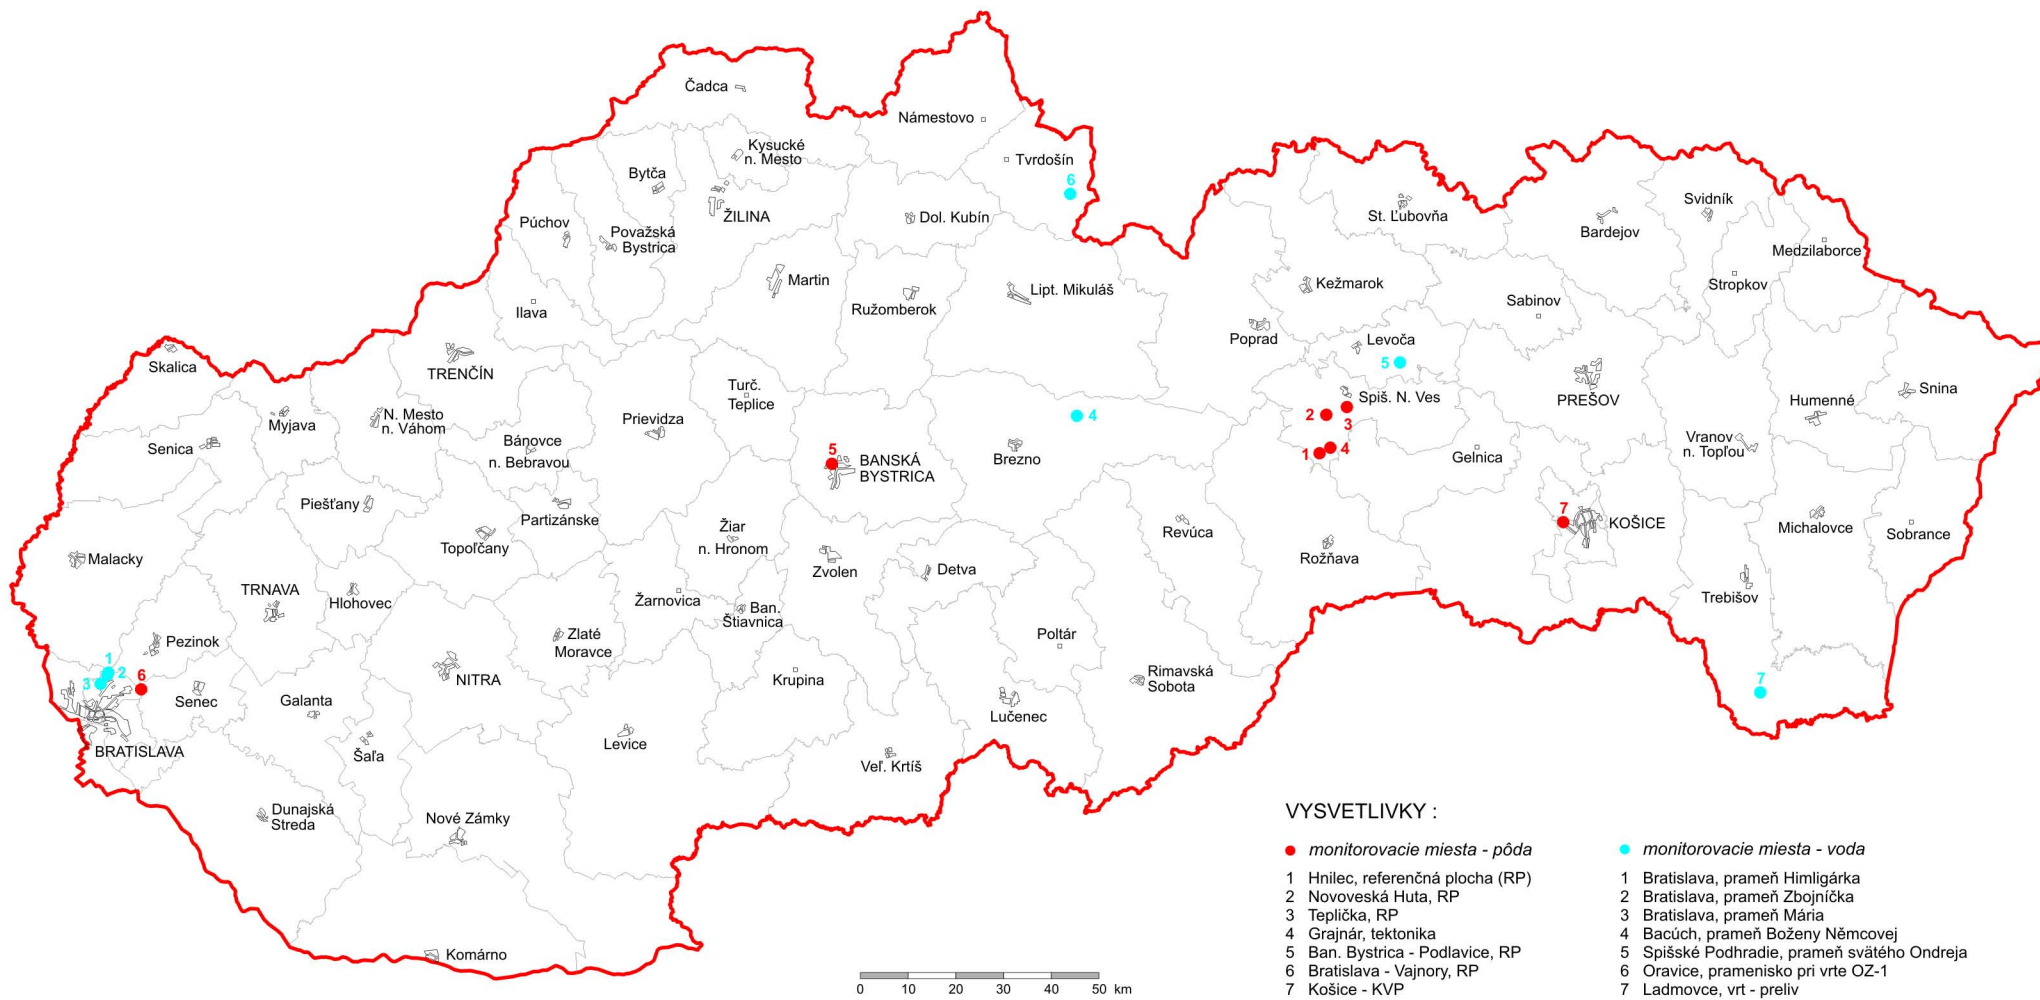 Čadca
Námestovo
Kysucké
n. Mesto
Tvrdošín
Bytča
6
ŽILINA
Dol. Kubín
St. Ľubovňa
Svidník
Bardejov
Púchov
Považská
Bystrica
Medzilaborce
Martin
Lipt. Mikuláš
Kežmarok
Stropkov
Ružomberok
Sabinov
Ilava
Poprad
Levoča
Skalica
5
TRENČÍN
Turč.
Teplice
Spiš. N. Ves
PREŠOV
Snina
Humenné
N. Mesto
n. Váhom
Prievidza
4
2
3
Myjava
Senica
Bánovce
n. Bebravou
5
BANSKÁ
BYSTRICA
Brezno
1
4
Gelnica
Vranov
n. Topľou
Piešťany
Partizánske
Žiar
n. Hronom
Topoľčany
Revúca
7
KOŠICE
Michalovce
Sobrance
Malacky
Zvolen
Detva
Rožňava
TRNAVA
Hlohovec
Žarnovica
Ban.
Štiavnica
Trebišov
Pezinok
Zlaté
Moravce
Poltár
1
2
3
6
NITRA
Krupina
Rimavská
Sobota
7
Senec
Galanta
Lučenec
BRATISLAVA
Šaľa
Levice
Veľ. Krtíš
Dunajská
Streda
Nové Zámky
Komárno
0 10 20 30 40 50 km
VYSVETLIVKY :
monitorovacie miesta - pôda
1 Hnilec, referenčná plocha (RP)
2 Novoveská Huta, RP
3 Teplička, RP
4 Grajnár, tektonika
5 Ban. Bystrica - Podlavice, RP
6 Bratislava - Vajnory, RP
7 Košice - KVP
monitorovacie miesta - voda
1 Bratislava, prameň Himligárka
2 Bratislava, prameň Zbojníčka
3 Bratislava, prameň Mária
4 Bacúch, prameň Boženy Němcovej
5 Spišské Podhradie, prameň svätého Ondreja
6 Oravice, pramenisko pri vrte OZ-1
7 Ladmovce, vrt - preliv